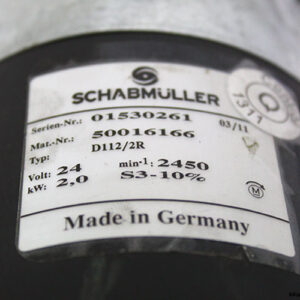 SCHABMÜLLER
Serien-Nr.: 01530261 03/11
Mat.-Nr.: 50016166
Typ: D112/2R
Volt: 24 min-1: 2450
kW: 2,0 S3-10%
M
Made in Germany
Q
1311